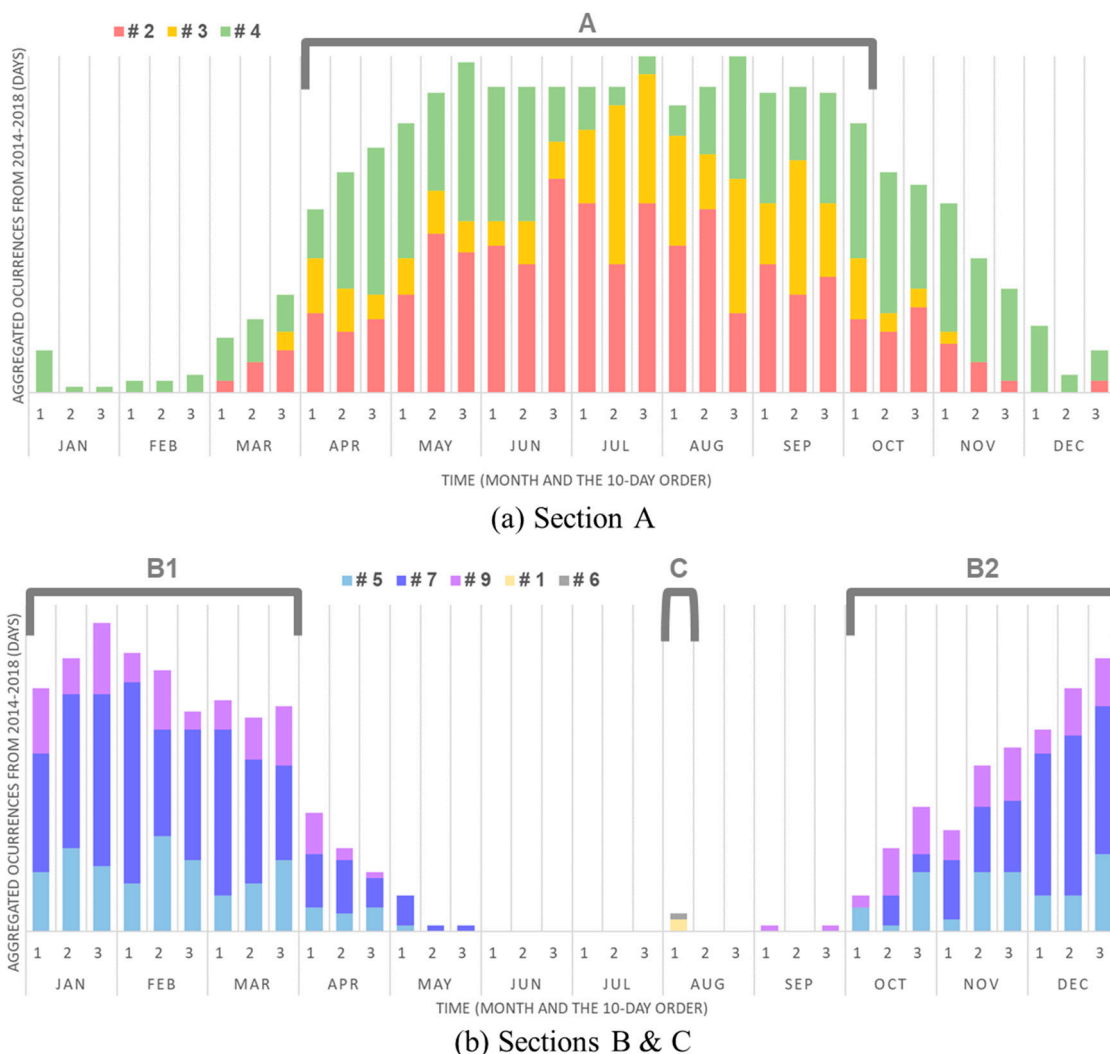 # 2 # 3 # 4
A
AGGREGATED OCURRENCES FROM 2014-2018 (DAYS)
1 2 3 1 2 3 1 2 3 1 2 3 1 2 3 1 2 3 1 2 3 1 2 3 1 2 3 1 2 3 1 2 3 1 2 3
JAN FEB MAR APR MAY JUN JUL AUG SEP OCT NOV DEC
TIME (MONTH AND THE 10-DAY ORDER)
(a) Section A
B1 C B2
# 5 # 7 # 9 # 1 # 6
AGGREGATED OCURRENCES FROM 2014-2018 (DAYS)
1 2 3 1 2 3 1 2 3 1 2 3 1 2 3 1 2 3 1 2 3 1 2 3 1 2 3 1 2 3 1 2 3 1 2 3
JAN FEB MAR APR MAY JUN JUL AUG SEP OCT NOV DEC
TIME (MONTH AND THE 10-DAY ORDER)
(b) Sections B & C